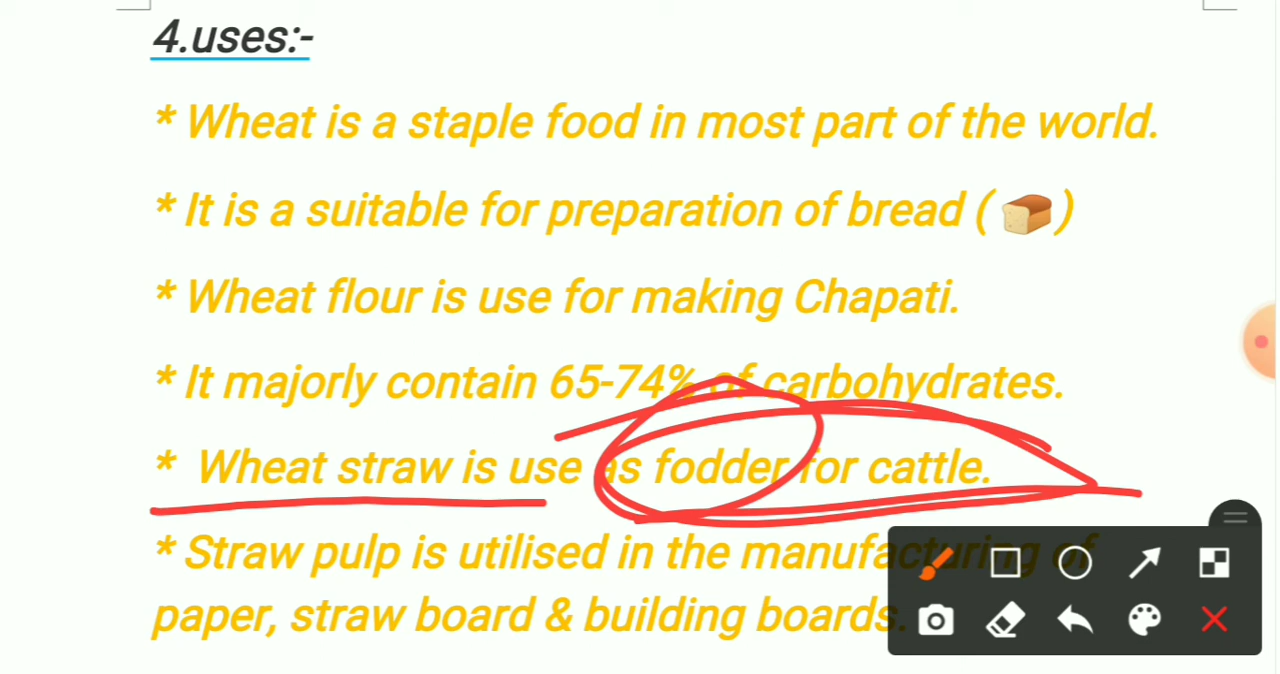 4.uses:-
* Wheat is a staple food in most part of the world.
* It is a suitable for preparation of bread ( 🍞 )
* Wheat flour is use for making Chapati.
* It majorly contain 65-74% of carbohydrates.
* Wheat straw is use as fodder for cattle.
* Straw pulp is utilised in the manufacturing of
paper, straw board & building boards.